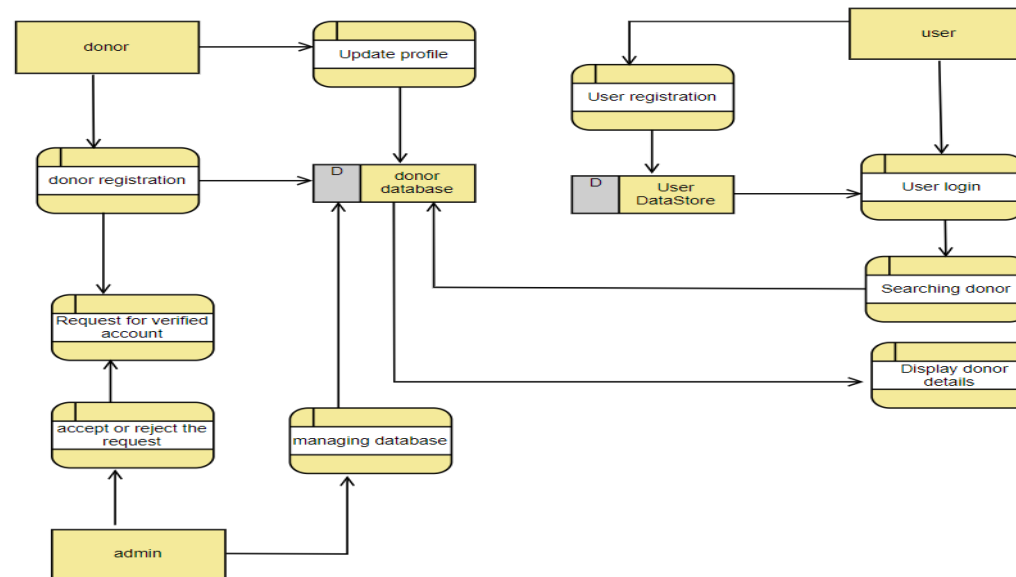 donor
Update profile
user
User registration
donor registration
D
donor
database
D
User
DataStore
User login
Searching donor
Request for verified
account
Display donor
details
accept or reject the
request
managing database
admin